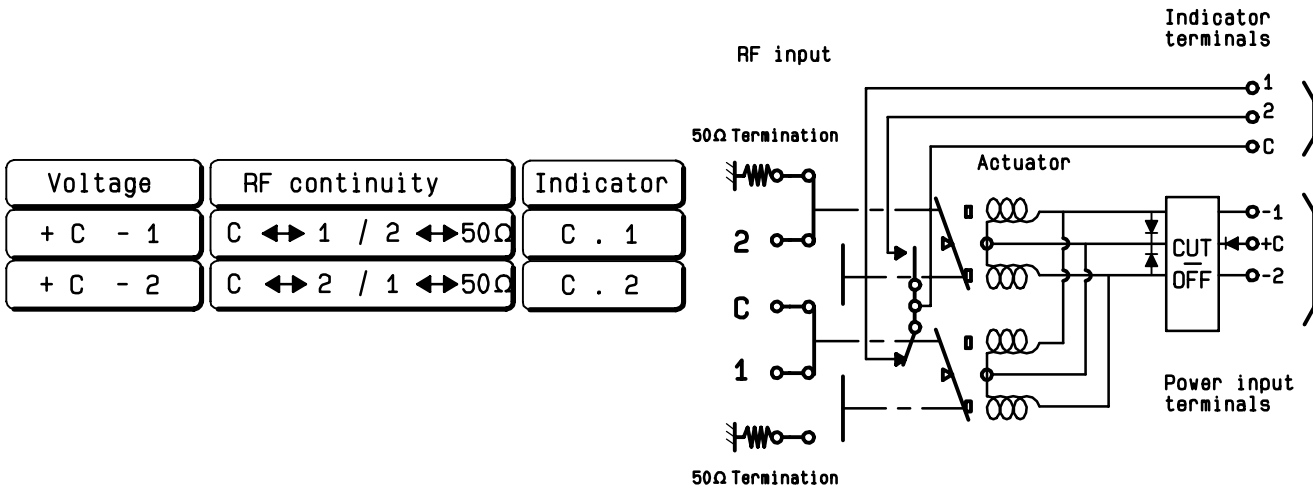 Voltage RF continuity Indicator
+ C - 1 C ↔ 1 / 2 ↔ 50Ω C . 1
+ C - 2 C ↔ 2 / 1 ↔ 50Ω C . 2
Indicator
terminals
RF input
1
2
C
50Ω Termination
Actuator
2
C
1
50Ω Termination
CUT
OFF
-1
+C
-2
Power input
terminals